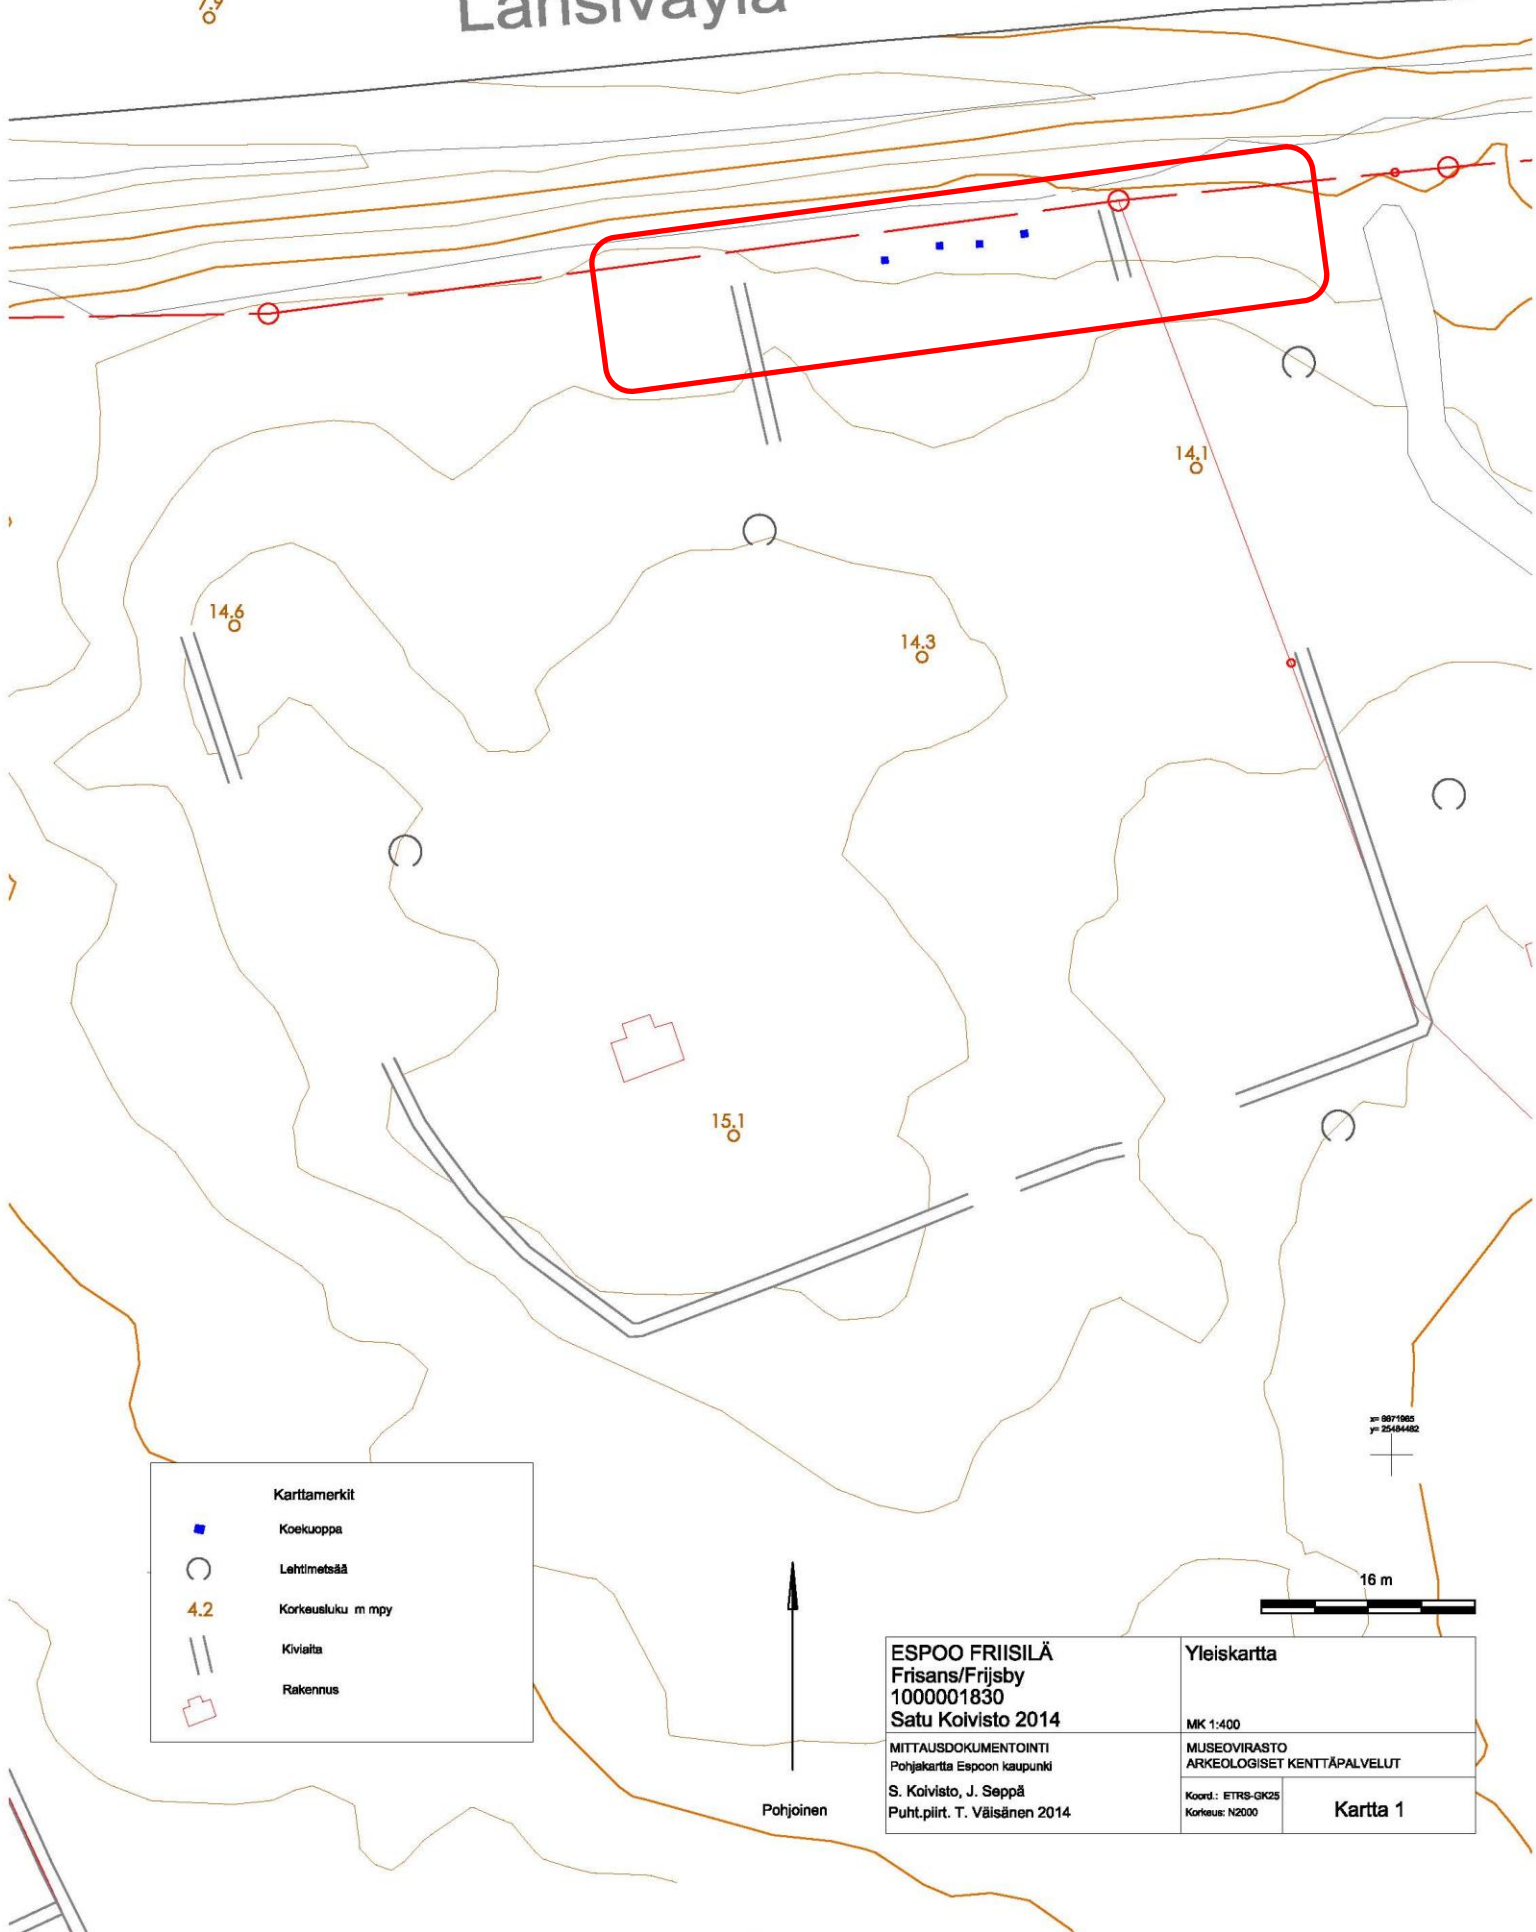 7.9
Länsiväylä
14.1
14.6
14.3
15.1
x= 6671985
y= 25484482
Karttamerkit
Koekuoppa
Lehtimetsää
4.2 Korkeusluku m mpy
Kiviaita
Rakennus
Pohjoinen
16 m
ESPOO FRIISILÄ
Frisans/Frijsby
1000001830
Satu Koivisto 2014
Yleiskartta
MK 1:400
MITTAUSDOKUMENTOINTI
Pohjakartta Espoon kaupunki
S. Koivisto, J. Seppä
Puht.piirt. T. Väisänen 2014
MUSEOVIRASTO
ARKEOLOGISET KENTTÄPALVELUT
Koord.: ETRS-GK25
Korkeus: N2000
Kartta 1